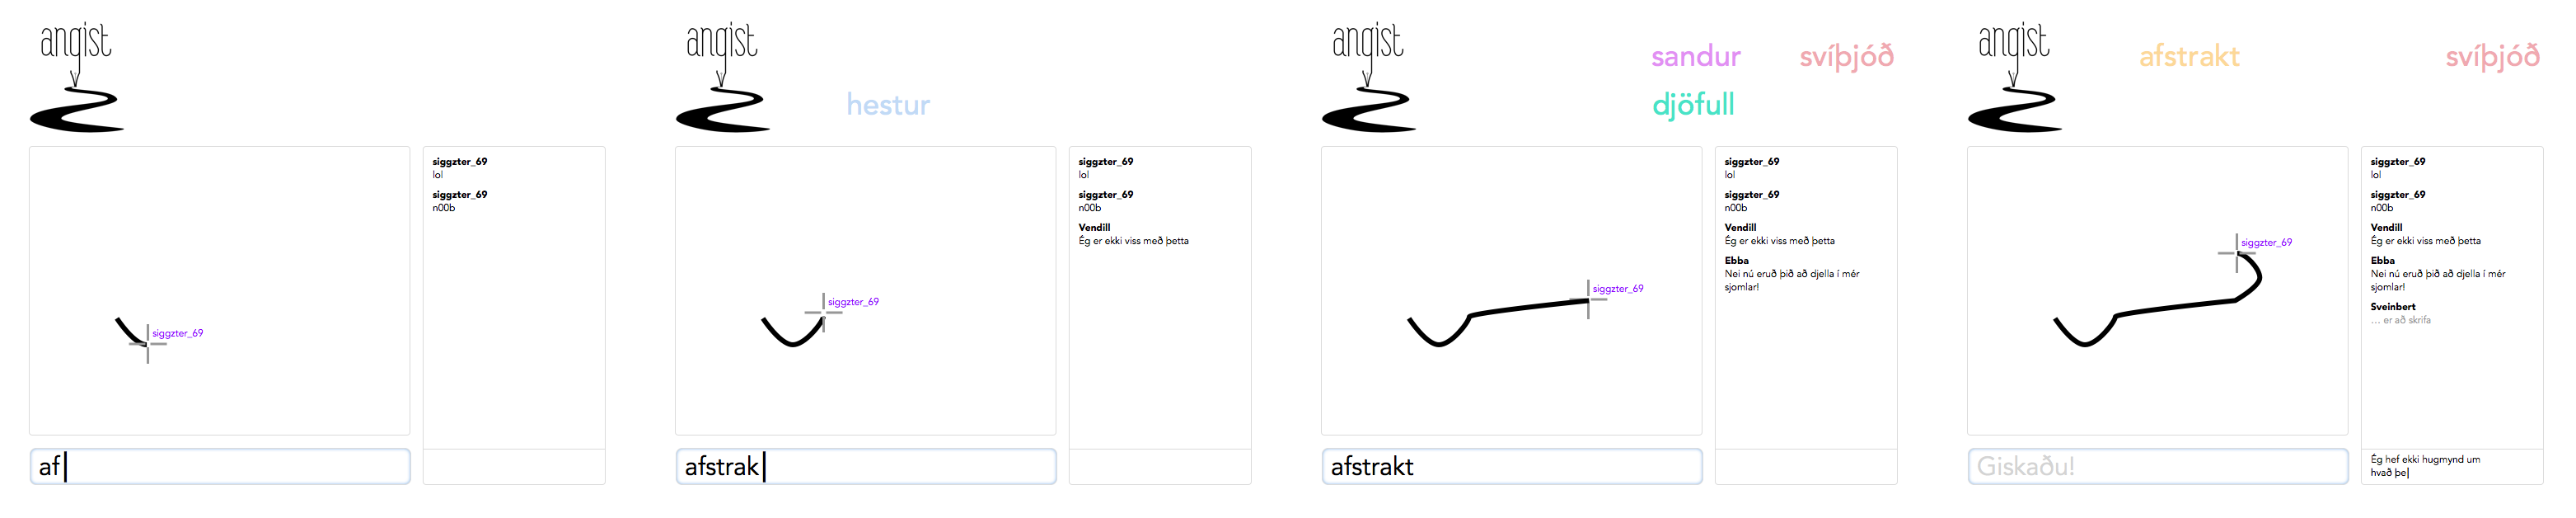 angist
siggzter_69
lol
siggzter_69
n00b
siggzter_69
af
angist
hestur
siggzter_69
lol
siggzter_69
n00b
Vendill
Ég er ekki viss með þetta
siggzter_69
afstrak
angist
sandur
svíþjóð
djöfull
siggzter_69
lol
siggzter_69
n00b
Vendill
Ég er ekki viss með þetta
Ebba
Nei nú eruð þið að djella í mér
sjomlar!
siggzter_69
afstrakt
angist
afstrakt
svíþjóð
siggzter_69
lol
siggzter_69
n00b
Vendill
Ég er ekki viss með þetta
Ebba
Nei nú eruð þið að djella í mér
sjomlar!
Sveinbert
... er að skrifa
siggzter_69
Giskaðu!
Ég hef ekki hugmynd um
hvað þe